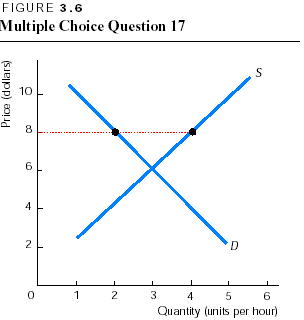 FIGURE 3.6
Multiple Choice Question 17
Price (dollars)
S
10
8
6
4
2
D
0 1 2 3 4 5 6
Quantity (units per hour)